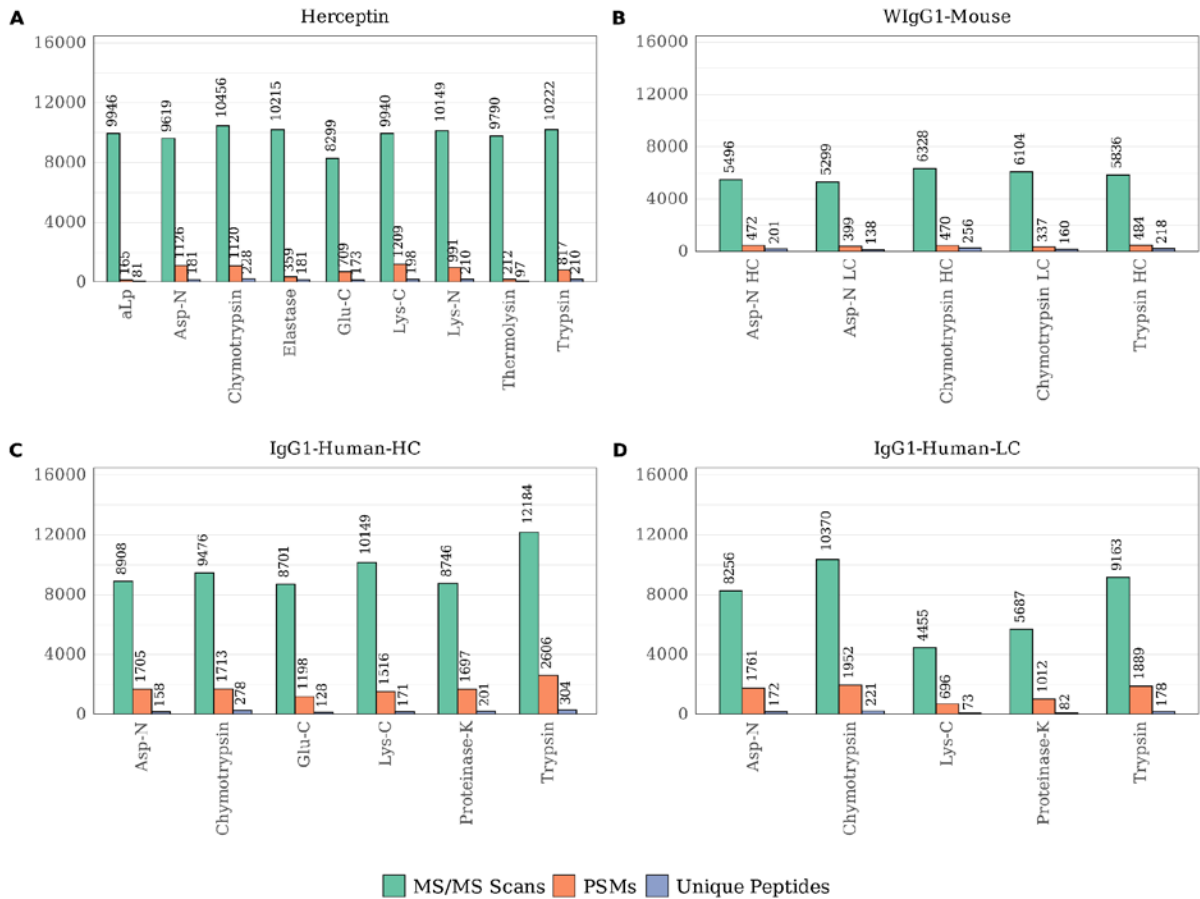 A
Herceptin
16000
12000
8000
4000
0
9946
165
81
9619
1126
181
10456
1120
228
10215
359
181
8299
709
173
9940
1209
198
10149
991
210
9790
212
97
10222
817
210
aLp
Asp-N
Chymotrypsin
Elastase
Glu-C
Lys-C
Lys-N
Thermolysin
Trypsin
B
WIgG1-Mouse
16000
12000
8000
4000
0
5496
472
201
5299
399
138
6328
470
256
6104
337
160
5836
484
218
Asp-N HC
Asp-N LC
Chymotrypsin HC
Chymotrypsin LC
Trypsin HC
C
IgG1-Human-HC
16000
12000
8000
4000
0
8908
1705
158
9476
1713
278
8701
1198
128
10149
1516
171
8746
1697
201
12184
2606
304
Asp-N
Chymotrypsin
Glu-C
Lys-C
Proteinase-K
Trypsin
D
IgG1-Human-LC
16000
12000
8000
4000
0
8256
1761
172
10370
1952
221
4455
696
73
5687
1012
82
9163
1889
178
Asp-N
Chymotrypsin
Lys-C
Proteinase-K
Trypsin
MS/MS Scans PSMs Unique Peptides